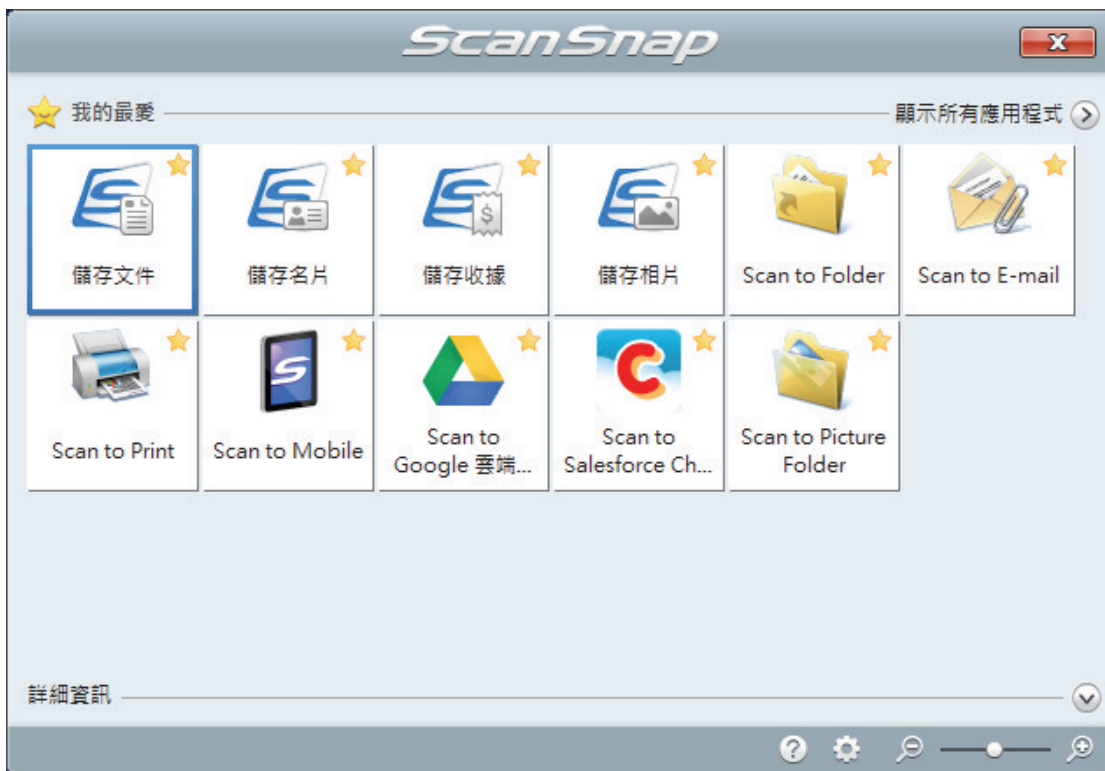 ScanSnap
我的最愛
顯示所有應用程式
儲存文件
儲存名片
儲存收據
儲存相片
Scan to Folder
Scan to E-mail
Scan to Print
Scan to Mobile
Scan to
Google 雲端...
Scan to
Salesforce Ch...
Scan to Picture
Folder
詳細資訊